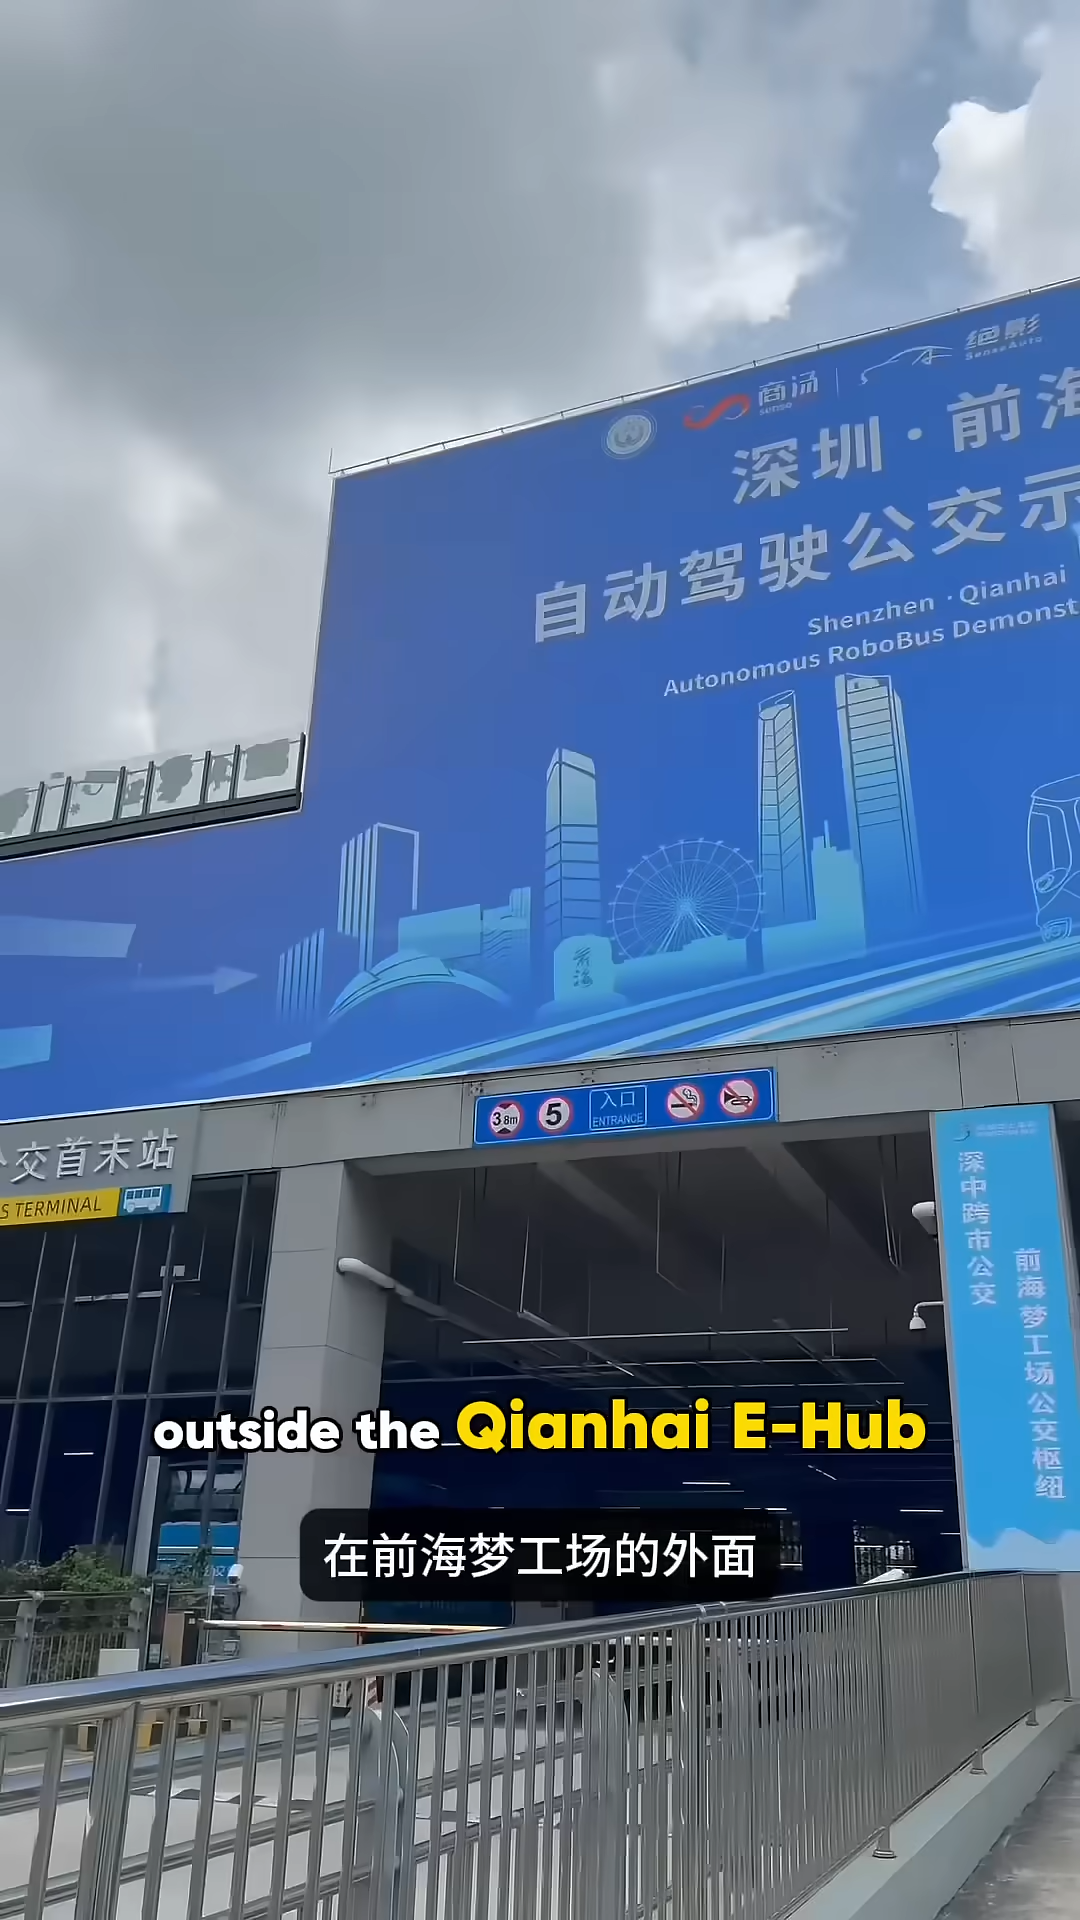 绝影
SenseAuto
商汤
深圳·前海
自动驾驶公交示
Shenzhen · Qianhai
Autonomous RoboBus Demonst
前海
3.8m
5
入口
ENTRANCE
交首末站
S TERMINAL
深中跨市公交
前海梦工场公交枢纽
outside the Qianhai E-Hub
在前海梦工场的外面